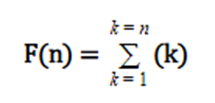 k = n
F(n) = ∑ (k)
k = 1